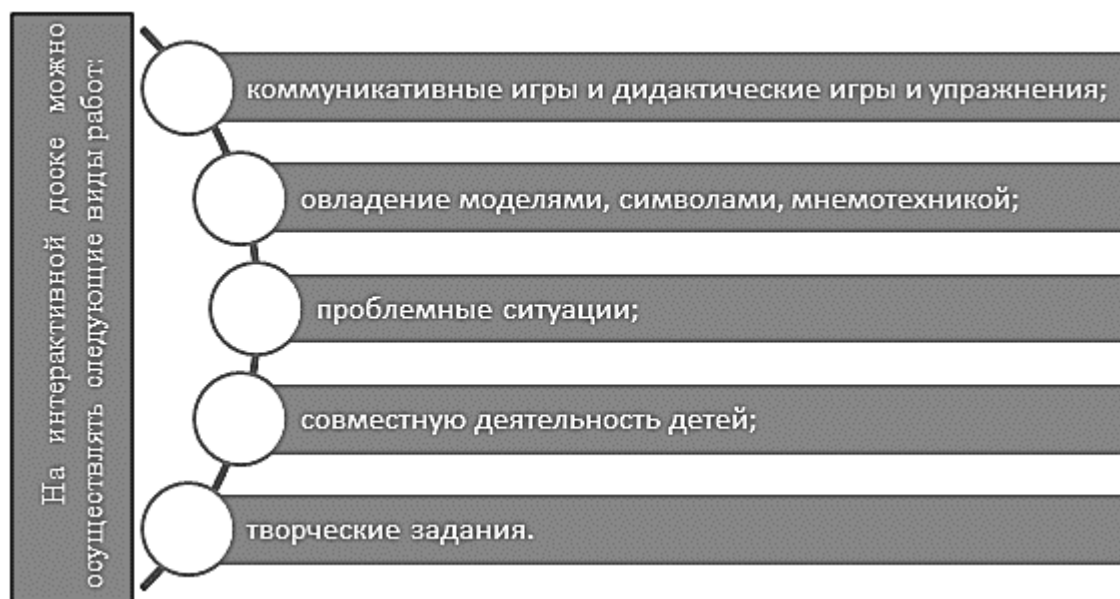 На интерактивной доске можно
осуществлять следующие виды работ:
коммуникативные игры и дидактические игры и упражнения;
овладение моделями, символами, мнемотехникой;
проблемные ситуации;
совместную деятельность детей;
творческие задания.